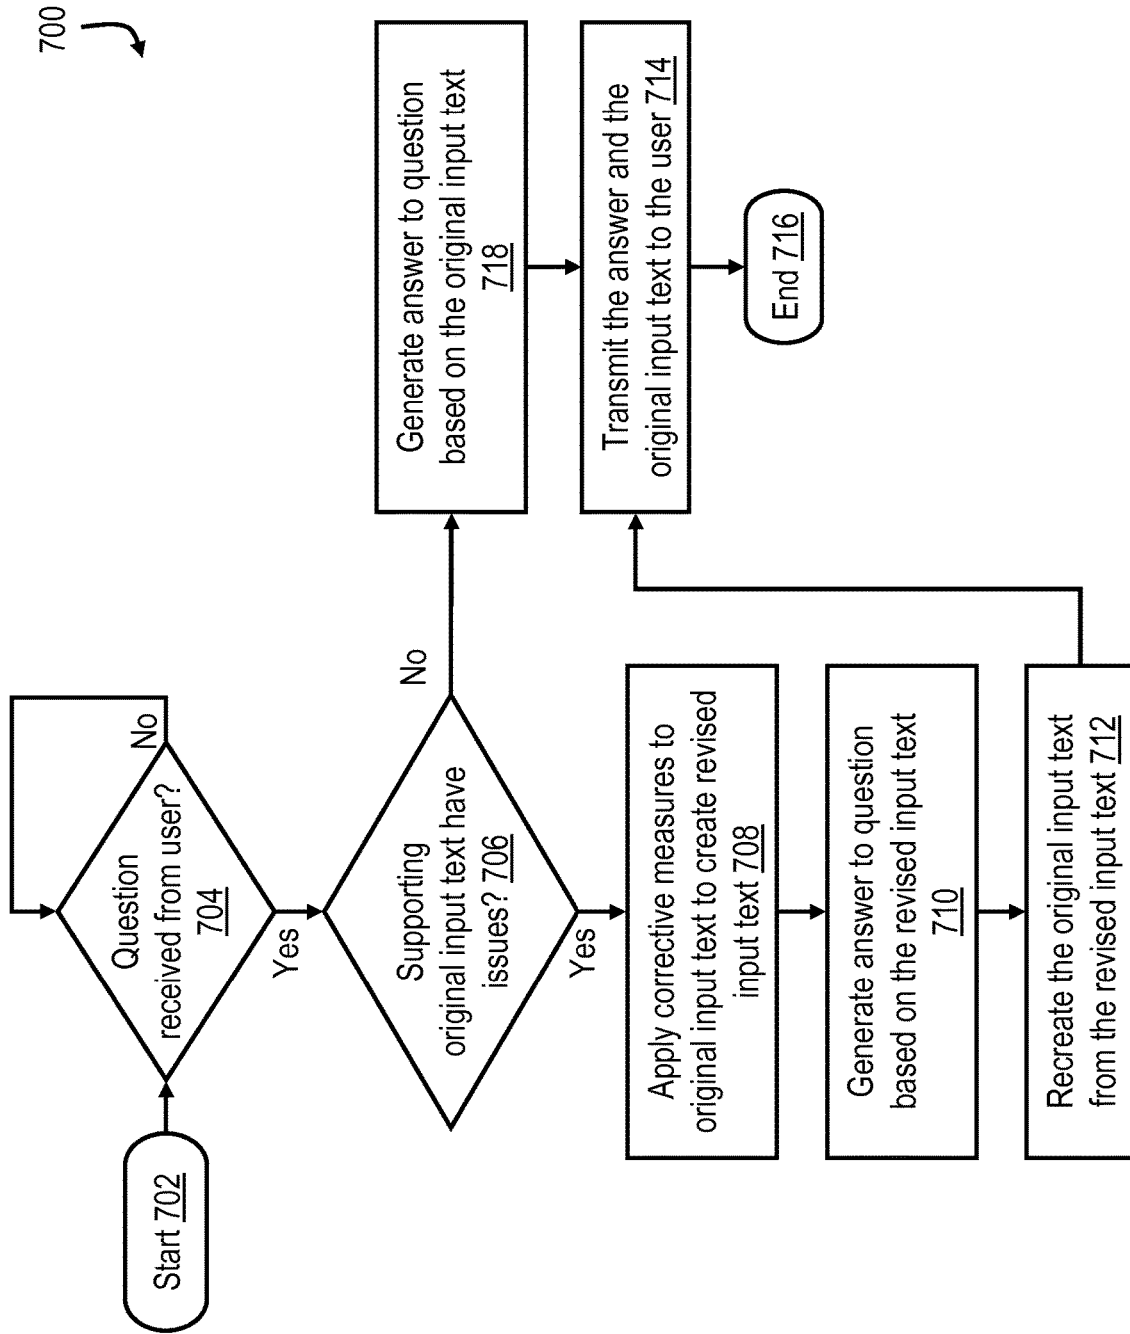 700
Start 702
Question
received from user?
704
No
Yes
Supporting
original input text have
issues? 706
No
Yes
Apply corrective measures to
original input text to create revised
input text 708
Generate answer to question
based on the revised input text
710
Recreate the original input text
from the revised input text 712
Generate answer to question
based on the original input text
718
Transmit the answer and the
original input text to the user 714
End 716